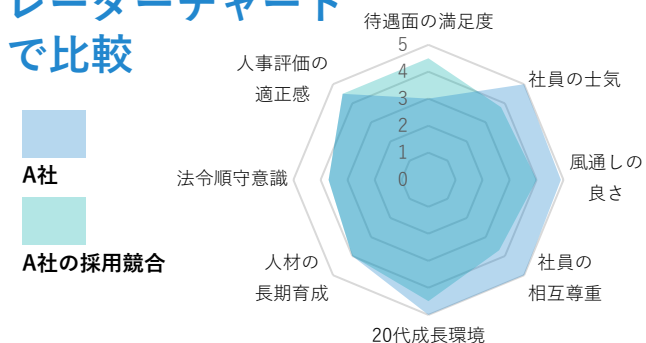 レーダーチャート
で比較
A社
A社の採用競合
待遇面の満足度
5
4
3
2
1
0
社員の士気
風通しの
良さ
社員の
相互尊重
20代成長環境
人材の
長期育成
法令順守意識
人事評価の
適正感